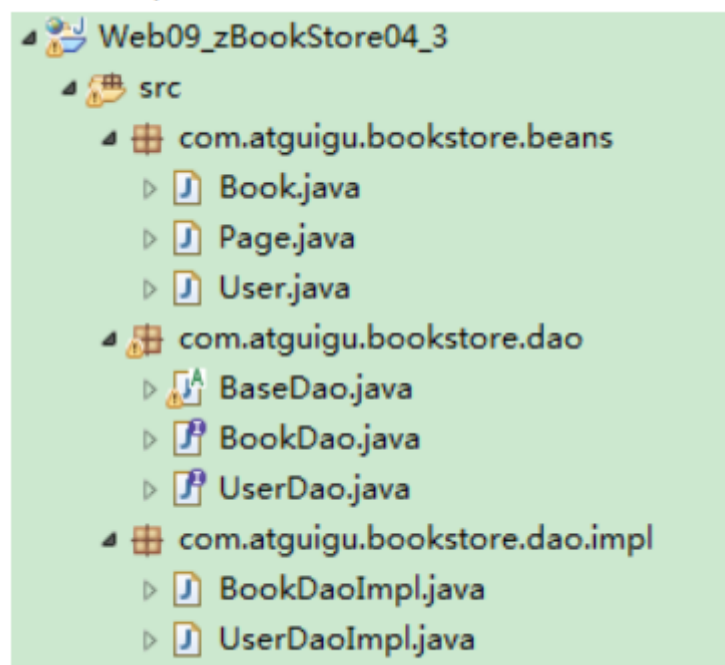 Web09_zBookStore04_3
src
com.atguigu.bookstore.beans
Book.java
Page.java
User.java
com.atguigu.bookstore.dao
BaseDao.java
BookDao.java
UserDao.java
com.atguigu.bookstore.dao.impl
BookDaoImpl.java
UserDaoImpl.java